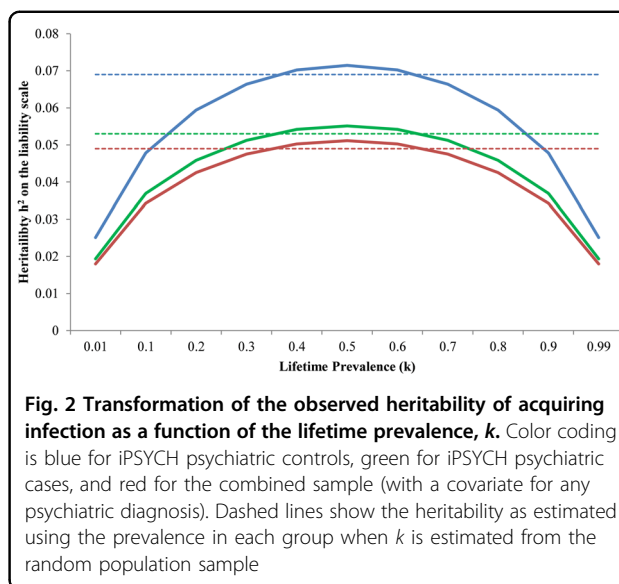 0.08
0.07
0.06
0.05
0.04
0.03
0.02
0.01
0
Heritailibty h² on the liability scale
0.01 0.1 0.2 0.3 0.4 0.5 0.6 0.7 0.8 0.9 0.99
Lifetime Prevalence (k)
Fig. 2 Transformation of the observed heritability of acquiring
infection as a function of the lifetime prevalence, k. Color coding
is blue for iPSYCH psychiatric controls, green for iPSYCH psychiatric
cases, and red for the combined sample (with a covariate for any
psychiatric diagnosis). Dashed lines show the heritability as estimated
using the prevalence in each group when k is estimated from the
random population sample